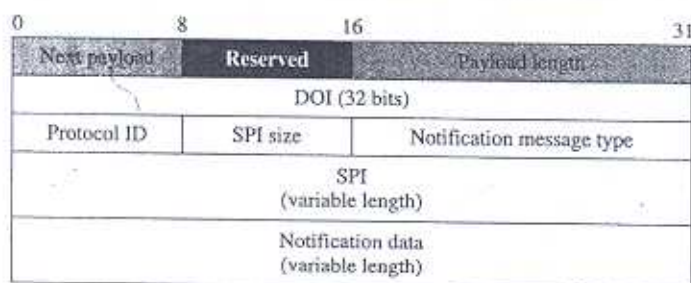 0 8 16 31
Next payload Reserved Payload length
DOI (32 bits)
Protocol ID SPI size Notification message type
SPI
(variable length)
Notification data
(variable length)